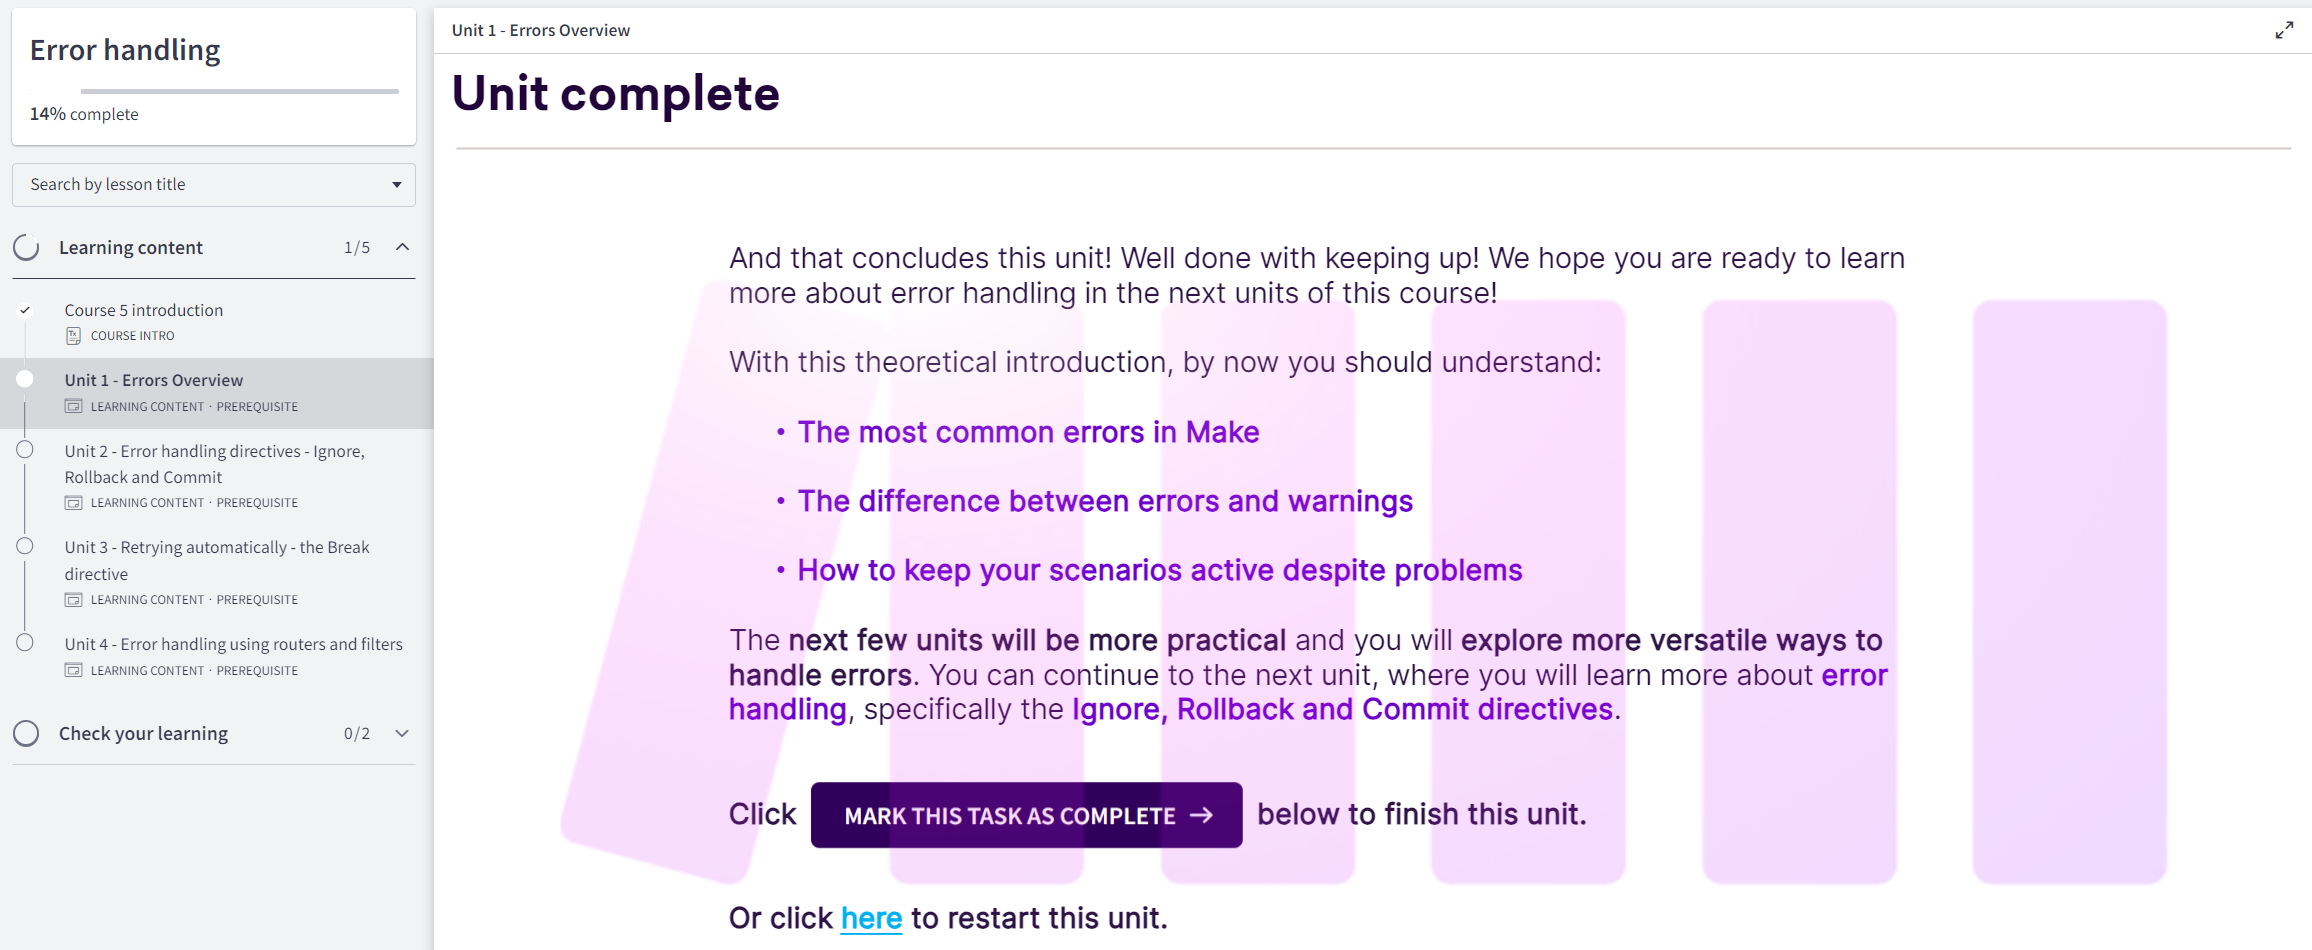 Error handling
14% complete
Search by lesson title
Learning content 1/5
Course 5 introduction
COURSE INTRO
Unit 1 - Errors Overview
LEARNING CONTENT · PREREQUISITE
Unit 2 - Error handling directives - Ignore,
Rollback and Commit
LEARNING CONTENT · PREREQUISITE
Unit 3 - Retrying automatically - the Break
directive
LEARNING CONTENT · PREREQUISITE
Unit 4 - Error handling using routers and filters
LEARNING CONTENT · PREREQUISITE
Check your learning 0/2
Unit 1 - Errors Overview
Unit complete
And that concludes this unit! Well done with keeping up! We hope you are ready to learn
more about error handling in the next units of this course!
With this theoretical introduction, by now you should understand:
• The most common errors in Make
• The difference between errors and warnings
• How to keep your scenarios active despite problems
The next few units will be more practical and you will explore more versatile ways to
handle errors. You can continue to the next unit, where you will learn more about error
handling, specifically the Ignore, Rollback and Commit directives.
Click MARK THIS TASK AS COMPLETE → below to finish this unit.
Or click here to restart this unit.